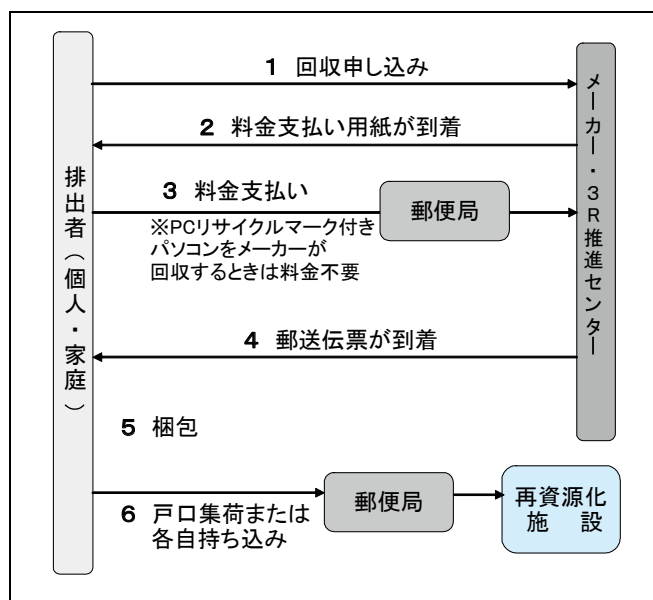 1 回収申し込み
2 料金支払い用紙が到着
排出者（個人・家庭）
メーカー・3R推進センター
3 料金支払い
郵便局
※PCリサイクルマーク付き
パソコンをメーカーが
回収するときは料金不要
4 郵送伝票が到着
5 梱包
6 戸口集荷または
各自持ち込み
郵便局
再資源化
施設